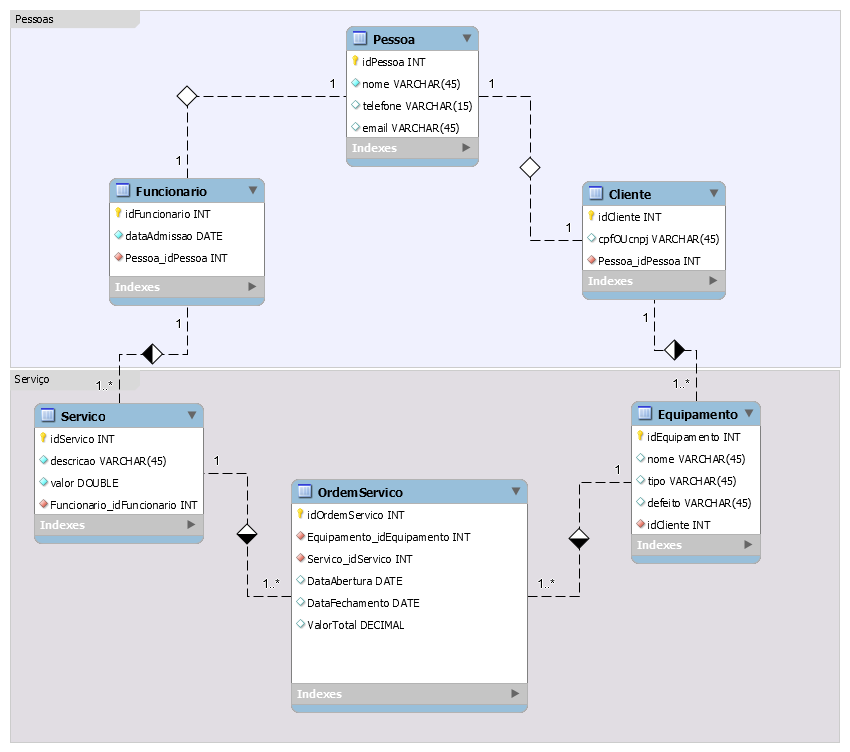 Pessoas
Pessoa
idPessoa INT
nome VARCHAR(45)
telefone VARCHAR(15)
email VARCHAR(45)
Indexes
1
1
1
1
Funcionario
idFuncionario INT
dataAdmissao DATE
Pessoa_idPessoa INT
Indexes
Cliente
idCliente INT
cpfOUcnpj VARCHAR(45)
Pessoa_idPessoa INT
Indexes
1
1
Serviço
1..*
1..*
Servico
idServico INT
descricao VARCHAR(45)
valor DOUBLE
Funcionario_idFuncionario INT
Indexes
Equipamento
idEquipamento INT
nome VARCHAR(45)
tipo VARCHAR(45)
defeito VARCHAR(45)
idCliente INT
Indexes
1
1
OrdemServico
idOrdemServico INT
Equipamento_idEquipamento INT
Servico_idServico INT
DataAbertura DATE
DataFechamento DATE
ValorTotal DECIMAL
Indexes
1..*
1..*